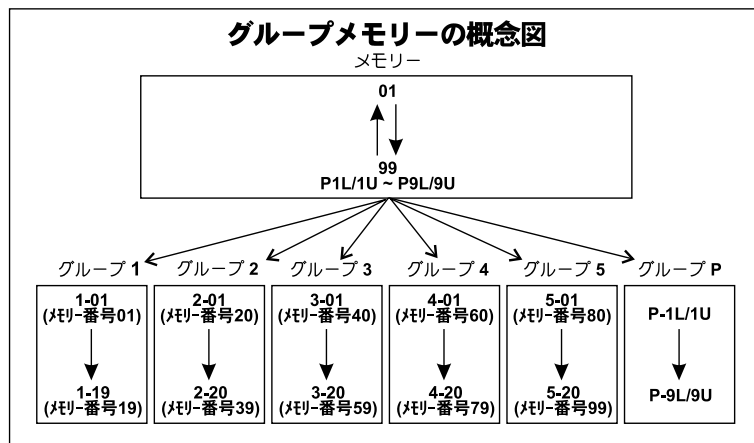 グループメモリーの概念図
メモリー
01
99
P1L/1U ~ P9L/9U
グループ 1
グループ 2
グループ 3
グループ 4
グループ 5
グループ P
1-01
(ﾒﾓﾘｰ番号01)
1-19
(ﾒﾓﾘｰ番号19)
2-01
(ﾒﾓﾘｰ番号20)
2-20
(ﾒﾓﾘｰ番号39)
3-01
(ﾒﾓﾘｰ番号40)
3-20
(ﾒﾓﾘｰ番号59)
4-01
(ﾒﾓﾘｰ番号60)
4-20
(ﾒﾓﾘｰ番号79)
5-01
(ﾒﾓﾘｰ番号80)
5-20
(ﾒﾓﾘｰ番号99)
P-1L/1U
P-9L/9U